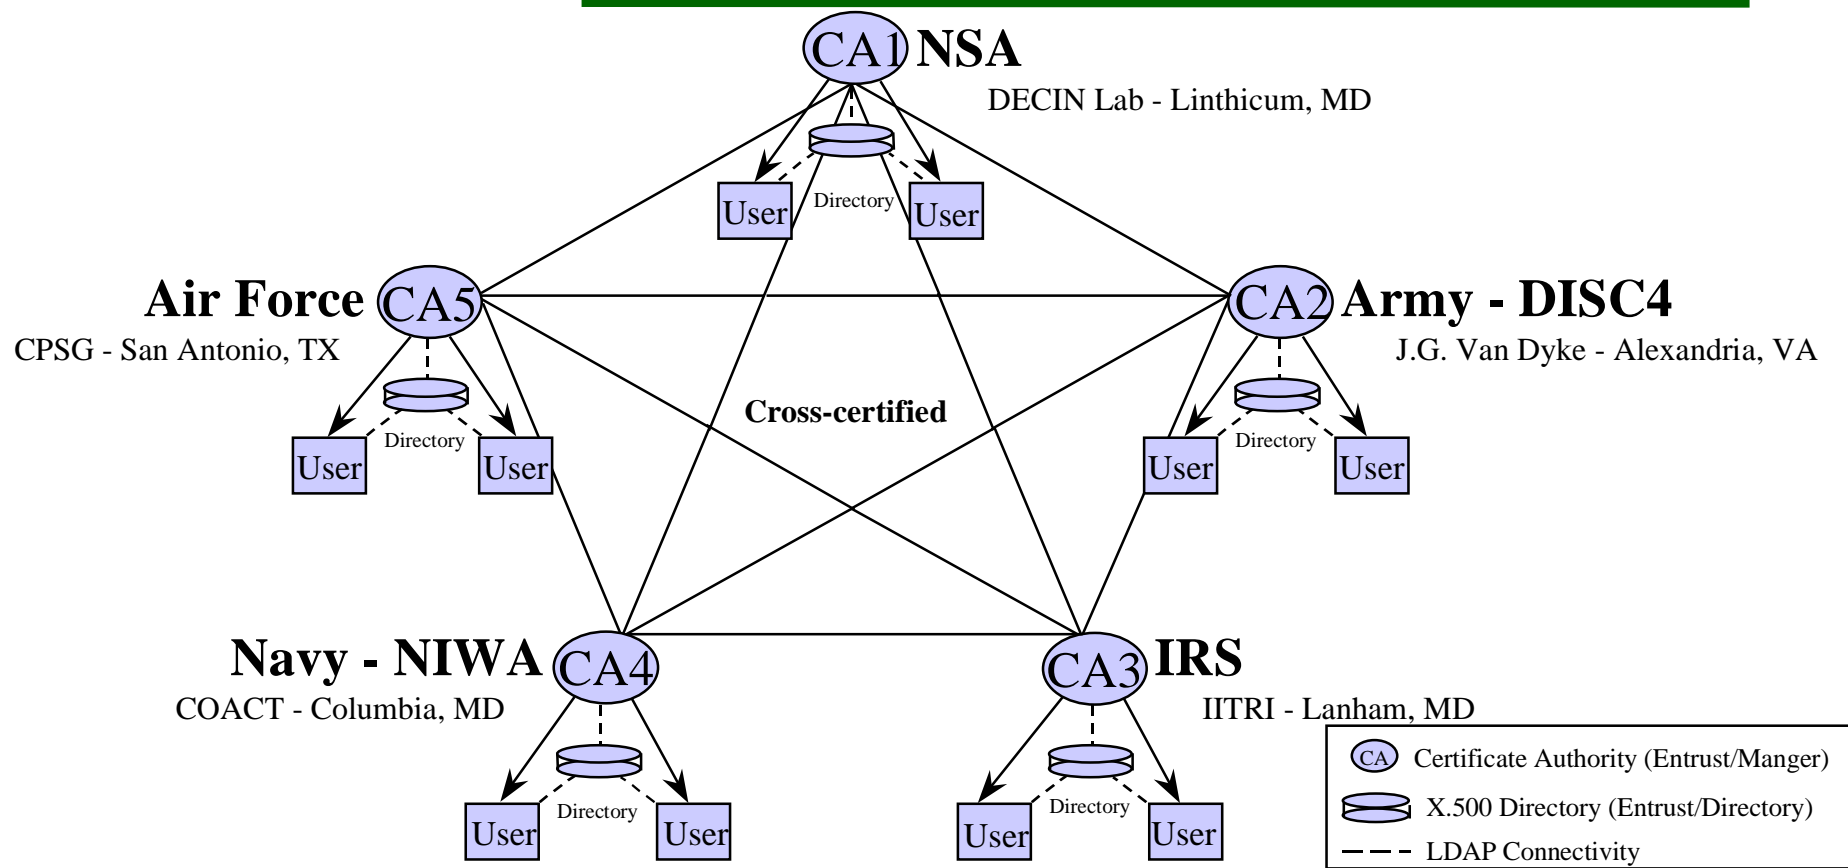 CA1 NSA
DECIN Lab - Linthicum, MD
User
Directory
User
Air Force CA5
CPSG - San Antonio, TX
User
Directory
User
CA2 Army - DISC4
J.G. Van Dyke - Alexandria, VA
User
Directory
User
Cross-certified
Navy - NIWA CA4
COACT - Columbia, MD
User
Directory
User
CA3 IRS
IITRI - Lanham, MD
User
Directory
User
CA Certificate Authority (Entrust/Manger)
X.500 Directory (Entrust/Directory)
LDAP Connectivity